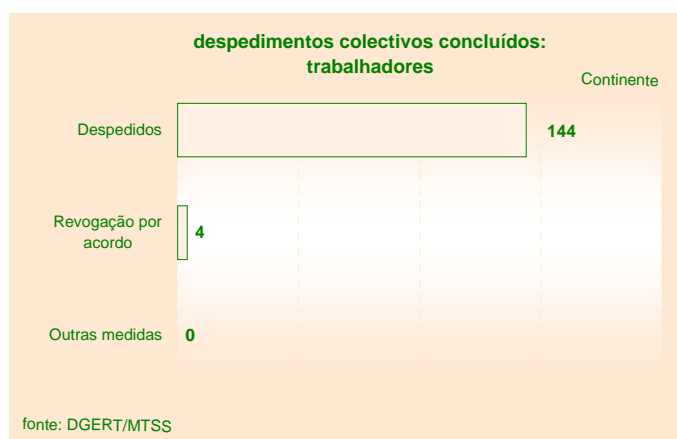 despedimentos colectivos concluídos:
trabalhadores
Continente
Despedidos
144
Revogação por
acordo
4
Outras medidas
0
fonte: DGERT/MTSS